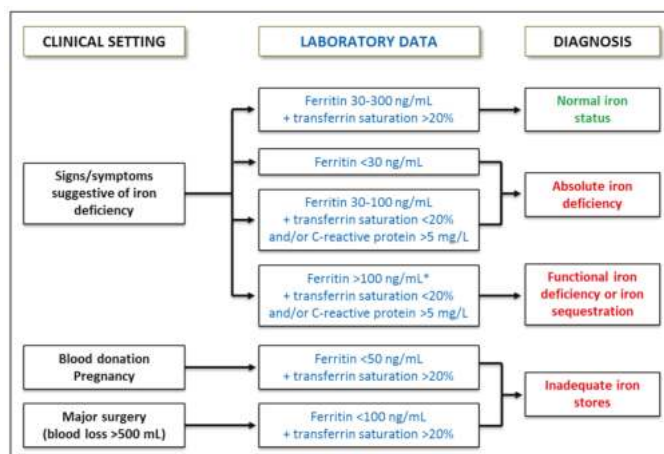 CLINICAL SETTING
LABORATORY DATA
DIAGNOSIS
Signs/symptoms
suggestive of iron
deficiency
Ferritin 30-300 ng/mL
+ transferrin saturation >20%
Normal iron
status
Ferritin <30 ng/mL
Ferritin 30-100 ng/mL
+ transferrin saturation <20%
and/or C-reactive protein >5 mg/L
Absolute iron
deficiency
Ferritin >100 ng/mL*
+ transferrin saturation <20%
and/or C-reactive protein >5 mg/L
Functional iron
deficiency or iron
sequestration
Blood donation
Pregnancy
Ferritin <50 ng/mL
+ transferrin saturation >20%
Major surgery
(blood loss >500 mL)
Ferritin <100 ng/mL
+ transferrin saturation >20%
Inadequate iron
stores